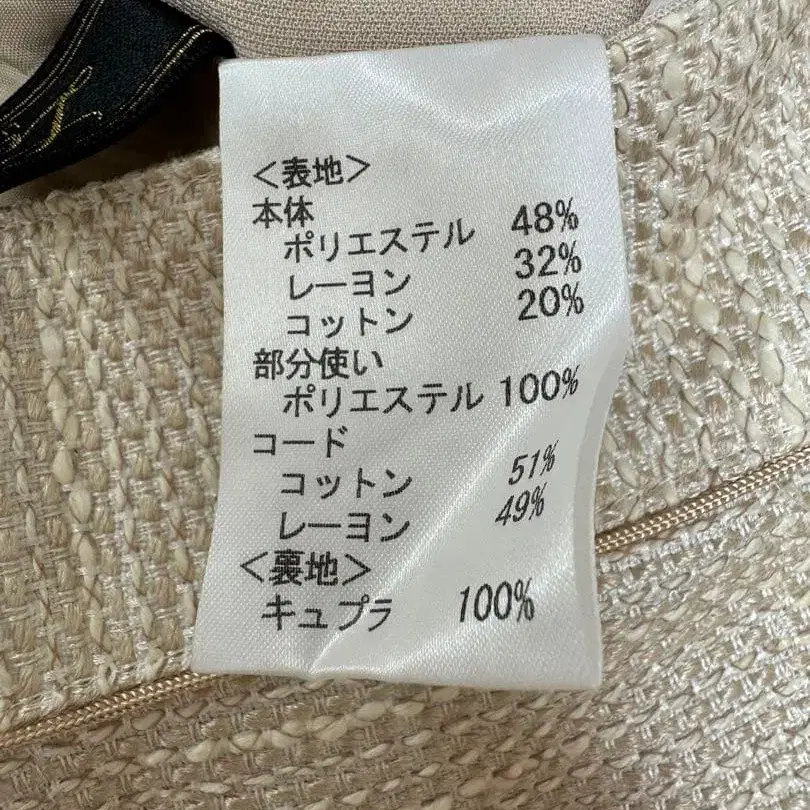 <表地>
本体
ポリエステル 48%
レーヨン 32%
コットン 20%
部分使い
ポリエステル 100%
コード
コットン 51%
レーヨン 49%
<裏地>
キュプラ 100%